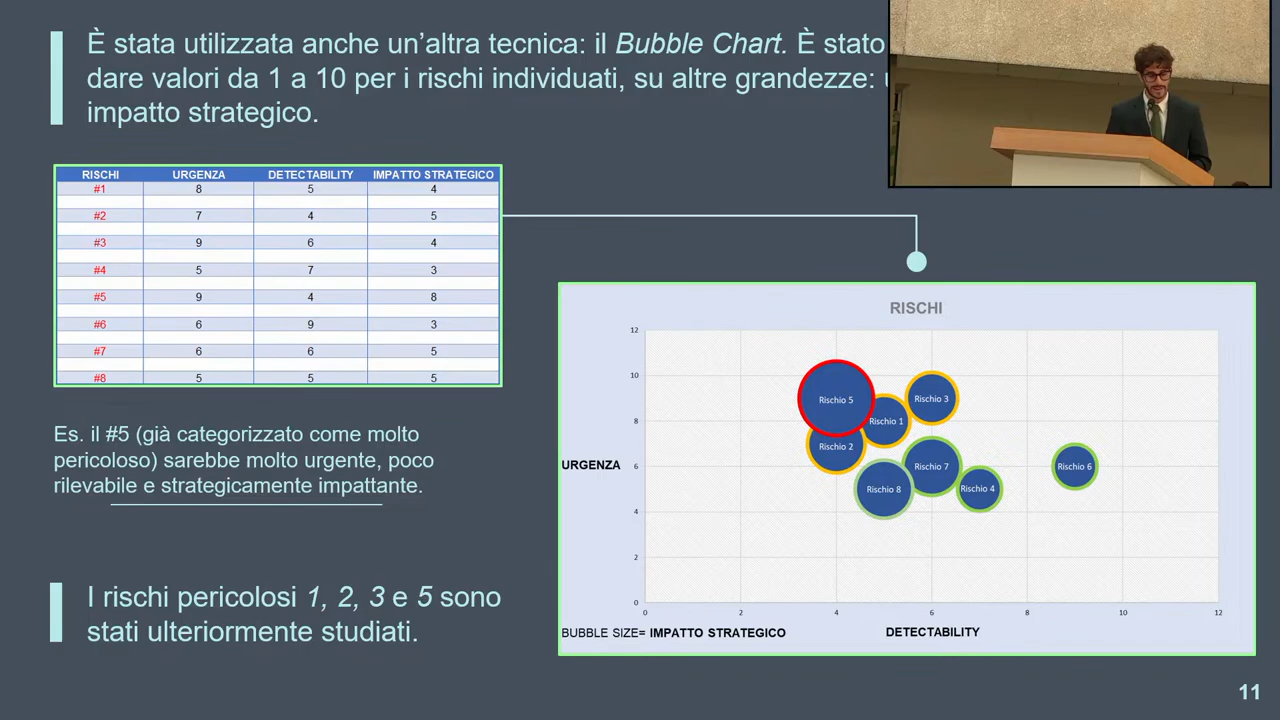 È stata utilizzata anche un'altra tecnica: il Bubble Chart. È stato
dare valori da 1 a 10 per i rischi individuati, su altre grandezze:
impatto strategico.
RISCHI URGENZA DETECTABILITY IMPATTO STRATEGICO
#1 8 5 4
#2 7 4 5
#3 9 6 4
#4 5 7 3
#5 9 4 8
#6 6 9 3
#7 6 6 5
#8 5 5 5
Es. il #5 (già categorizzato come molto
pericoloso) sarebbe molto urgente, poco
rilevabile e strategicamente impattante.
I rischi pericolosi 1, 2, 3 e 5 sono
stati ulteriormente studiati.
RISCHI
12
10
8
6
4
2
0
URGENZA
Rischio 5
Rischio 3
Rischio 1
Rischio 2
Rischio 7
Rischio 6
Rischio 8
Rischio 4
0 2 4 6 8 10 12
BUBBLE SIZE= IMPATTO STRATEGICO
DETECTABILITY
11